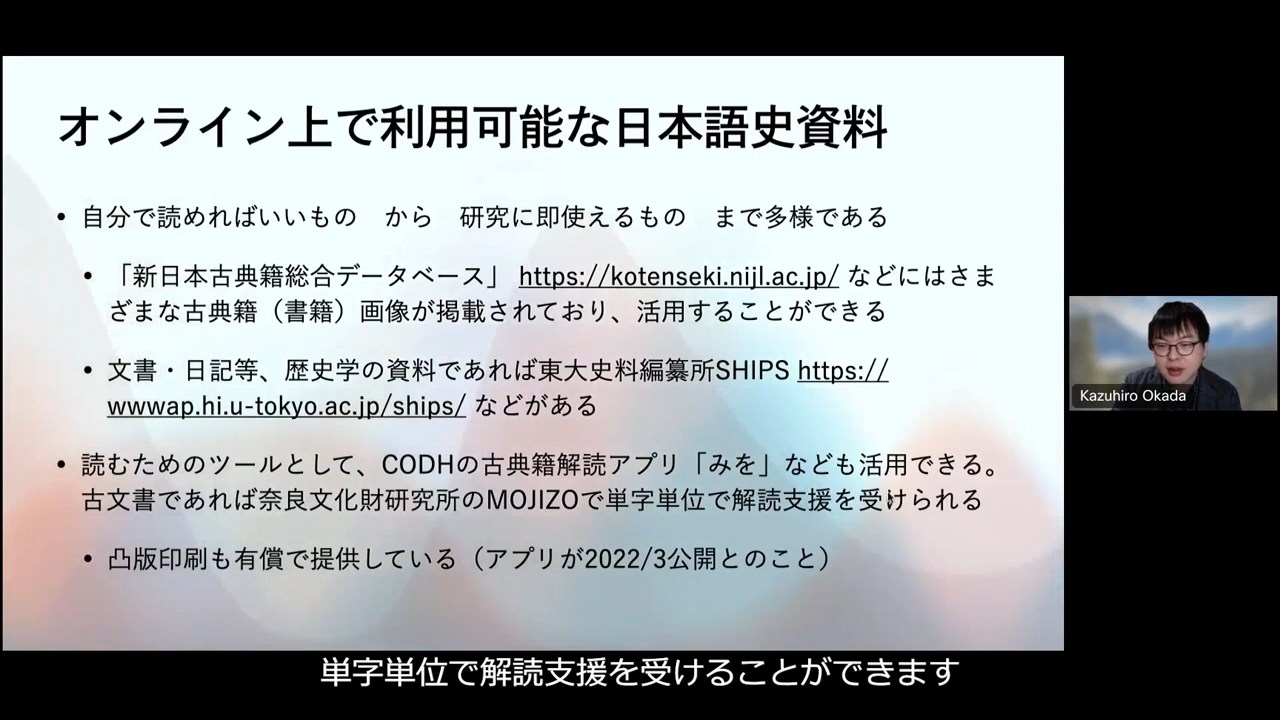 オンライン上で利用可能な日本語史資料
• 自分で読めればいいもの　から　研究に即使えるもの　まで多様である
• 「新日本古典籍総合データベース」 https://kotenseki.nijl.ac.jp/ などにはさま
ざまな古典籍（書籍）画像が掲載されており、活用することができる
• 文書・日記等、歴史学の資料であれば東大史料編纂所SHIPS https://
wwwap.hi.u-tokyo.ac.jp/ships/ などがある
• 読むためのツールとして、CODHの古典籍解読アプリ「みを」なども活用できる。
古文書であれば奈良文化財研究所のMOJIZOで単字単位で解読支援を受けられる
• 凸版印刷も有償で提供している（アプリが2022/3公開とのこと）
Kazuhiro Okada
単字単位で解読支援を受けることができます